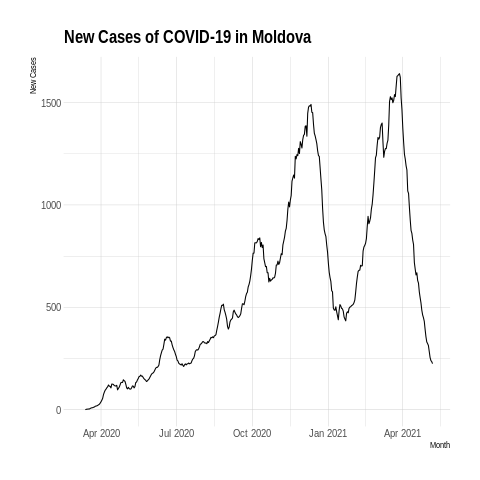 New Cases of COVID-19 in Moldova
New Cases
1500
1000
500
0
Apr 2020
Jul 2020
Oct 2020
Jan 2021
Apr 2021
Month